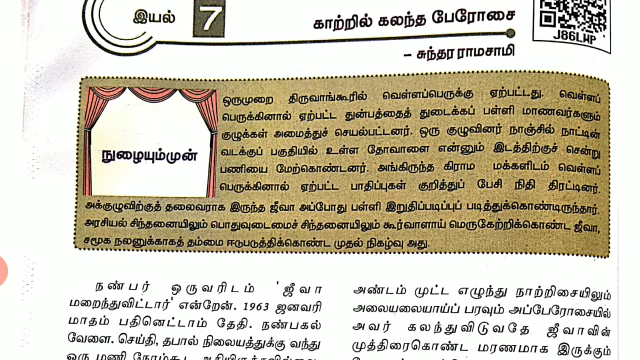 இயல் 7
காற்றில் கலந்த பேரோசை
– சுந்தர ராமசாமி
J86LWP
நுழையும்முன்
ஒருமுறை திருவாங்கூரில் வெள்ளப்பெருக்கு ஏற்பட்டது. வெள்ளப்
பெருக்கினால் ஏற்பட்ட துன்பத்தைத் துடைக்கப் பள்ளி மாணவர்களும்
குழுக்கள் அமைத்துச் செயல்பட்டனர். ஒரு குழுவினர் நாஞ்சில் நாட்டின்
வடக்குப் பகுதியில் உள்ள தோவாளை என்னும் இடத்திற்குச் சென்று
பணியை மேற்கொண்டனர். அங்கிருந்த கிராம மக்களிடம் வெள்ளப்
பெருக்கினால் ஏற்பட்ட பாதிப்புகள் குறித்துப் பேசி நிதி திரட்டினர்.
அக்குழுவிற்குத் தலைவராக இருந்த ஜீவா அப்போது பள்ளி இறுதிப்படிப்புப் படித்துக்கொண்டிருந்தார்.
அரசியல் சிந்தனையிலும் பொதுவுடைமைச் சிந்தனையிலும் கூர்வாளாய் மெருகேற்றிக்கொண்ட ஜீவா,
சமூக நலனுக்காகத் தம்மை ஈடுபடுத்திக்கொண்ட முதல் நிகழ்வு அது.
நண்பர் ஒருவரிடம் 'ஜீவா
மறைந்துவிட்டார்' என்றேன். 1963 ஜனவரி
மாதம் பதினெட்டாம் தேதி. நண்பகல்
வேளை. செய்தி, தபால் நிலையத்துக்கு வந்து
ஒரு மணி நேரம்கூட
அண்டம் முட்ட எழுந்து நாற்றிசையிலும்
அலையலையாய்ப் பரவும் அப்பேரோசையில்
அவர் கலந்துவிடுவதே ஜீவாவின்
முத்திரைகொண்ட மரணமாக இருக்கும்